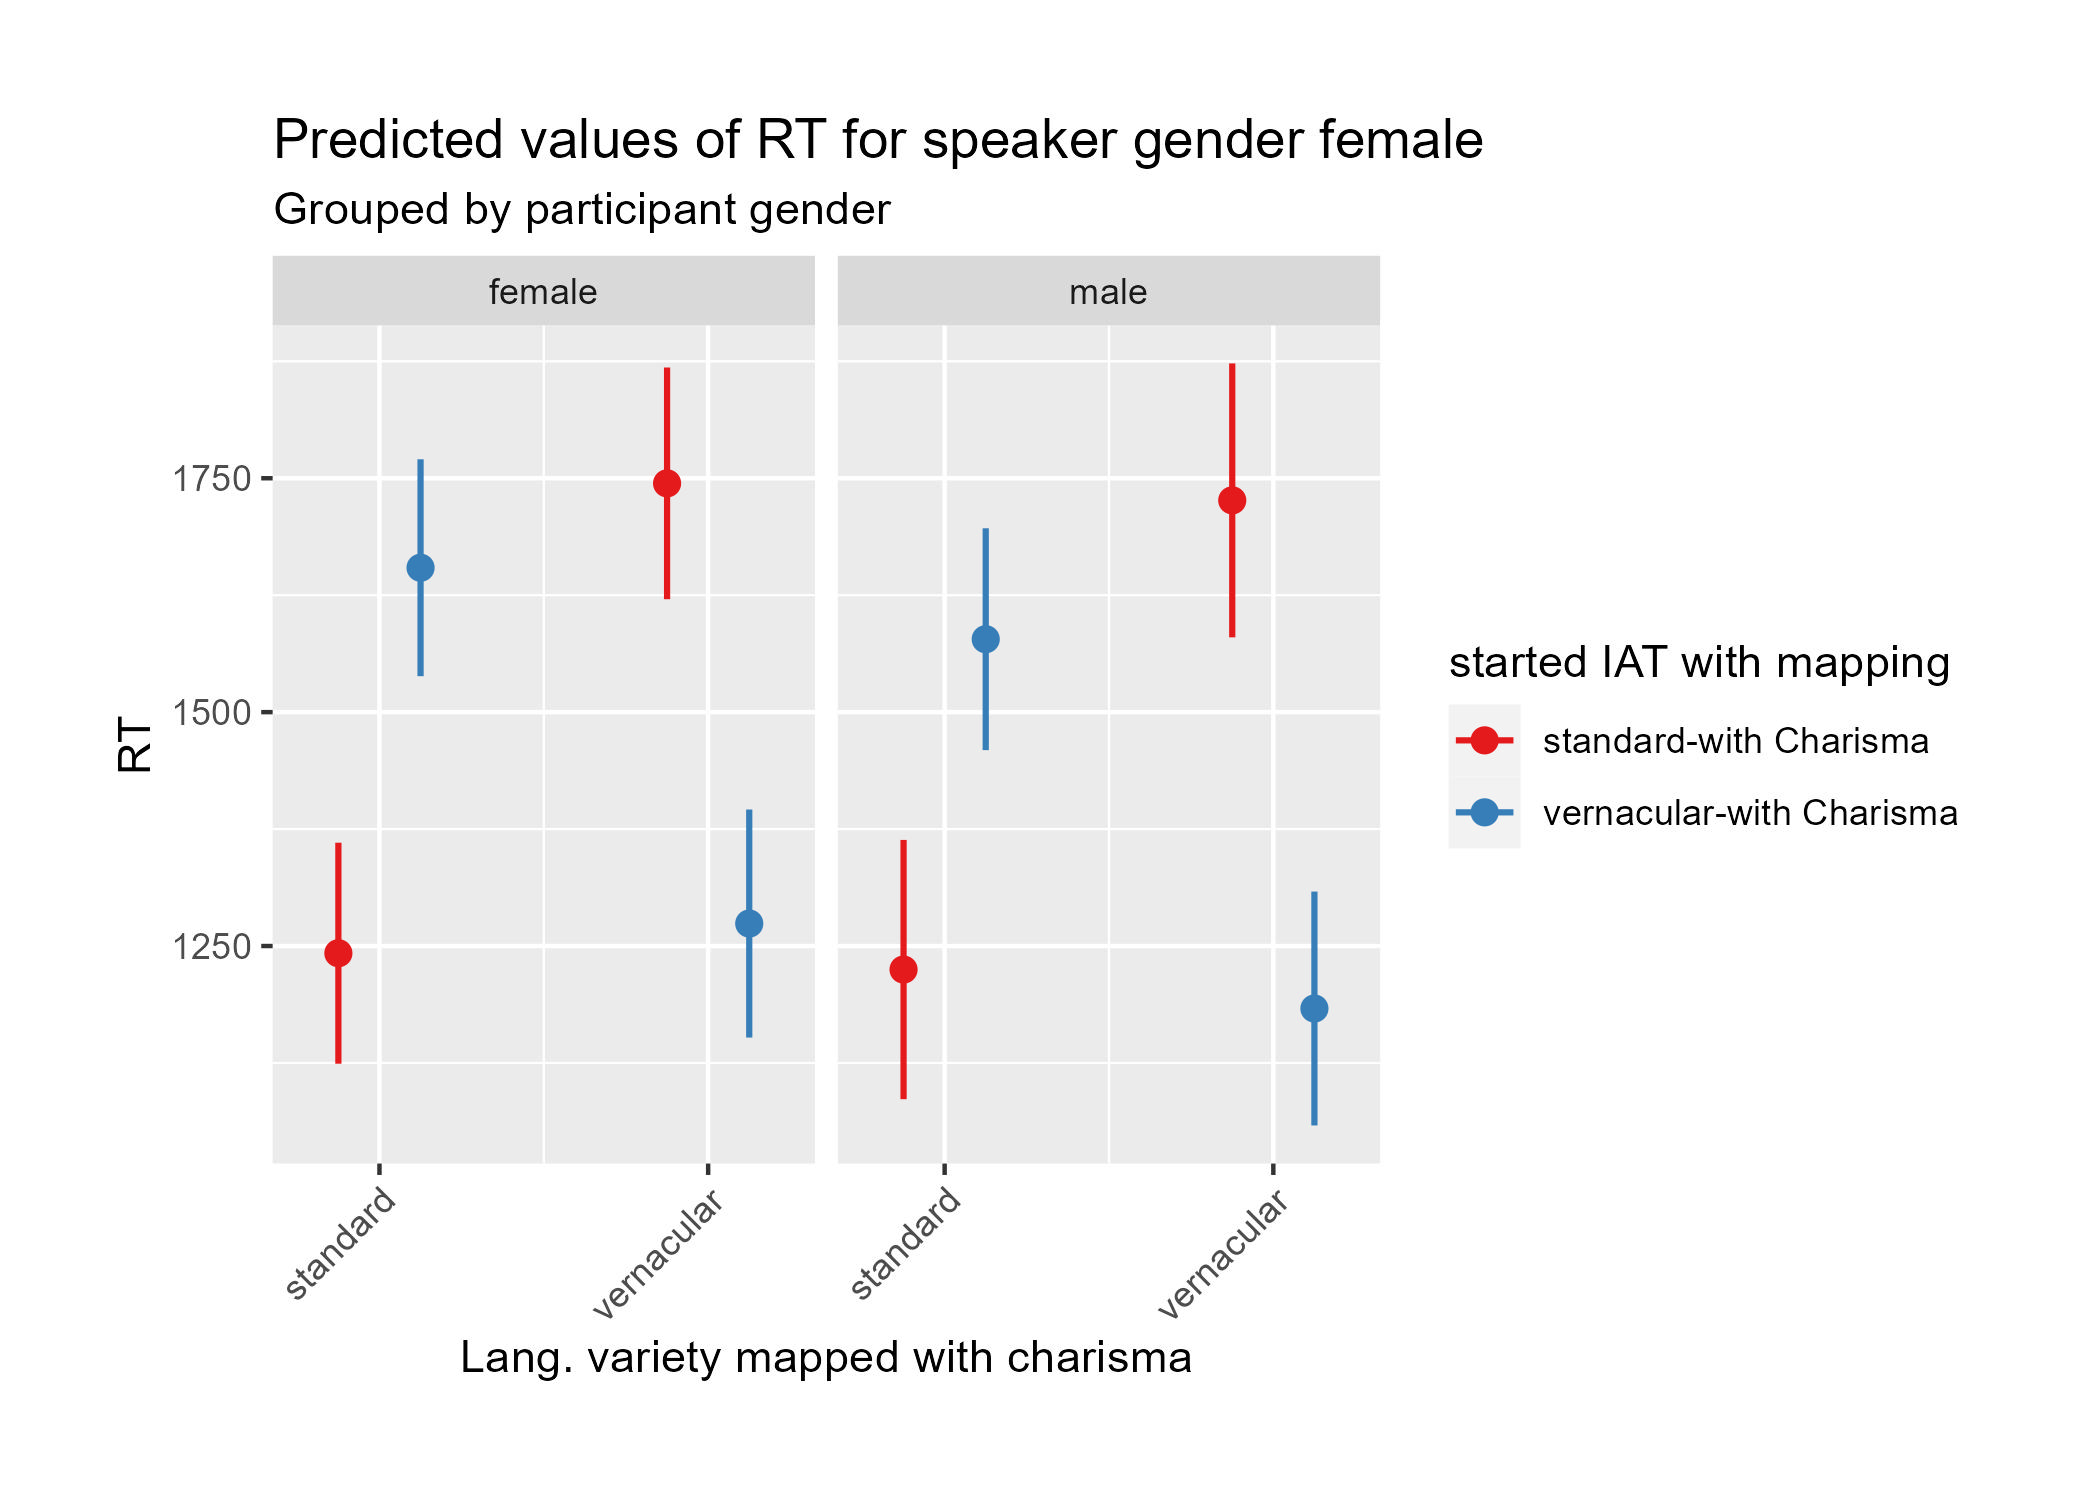 Predicted values of RT for speaker gender female
Grouped by participant gender
female
male
1750
1500
1250
RT
standard
vernacular
standard
vernacular
Lang. variety mapped with charisma
started IAT with mapping
standard-with Charisma
vernacular-with Charisma